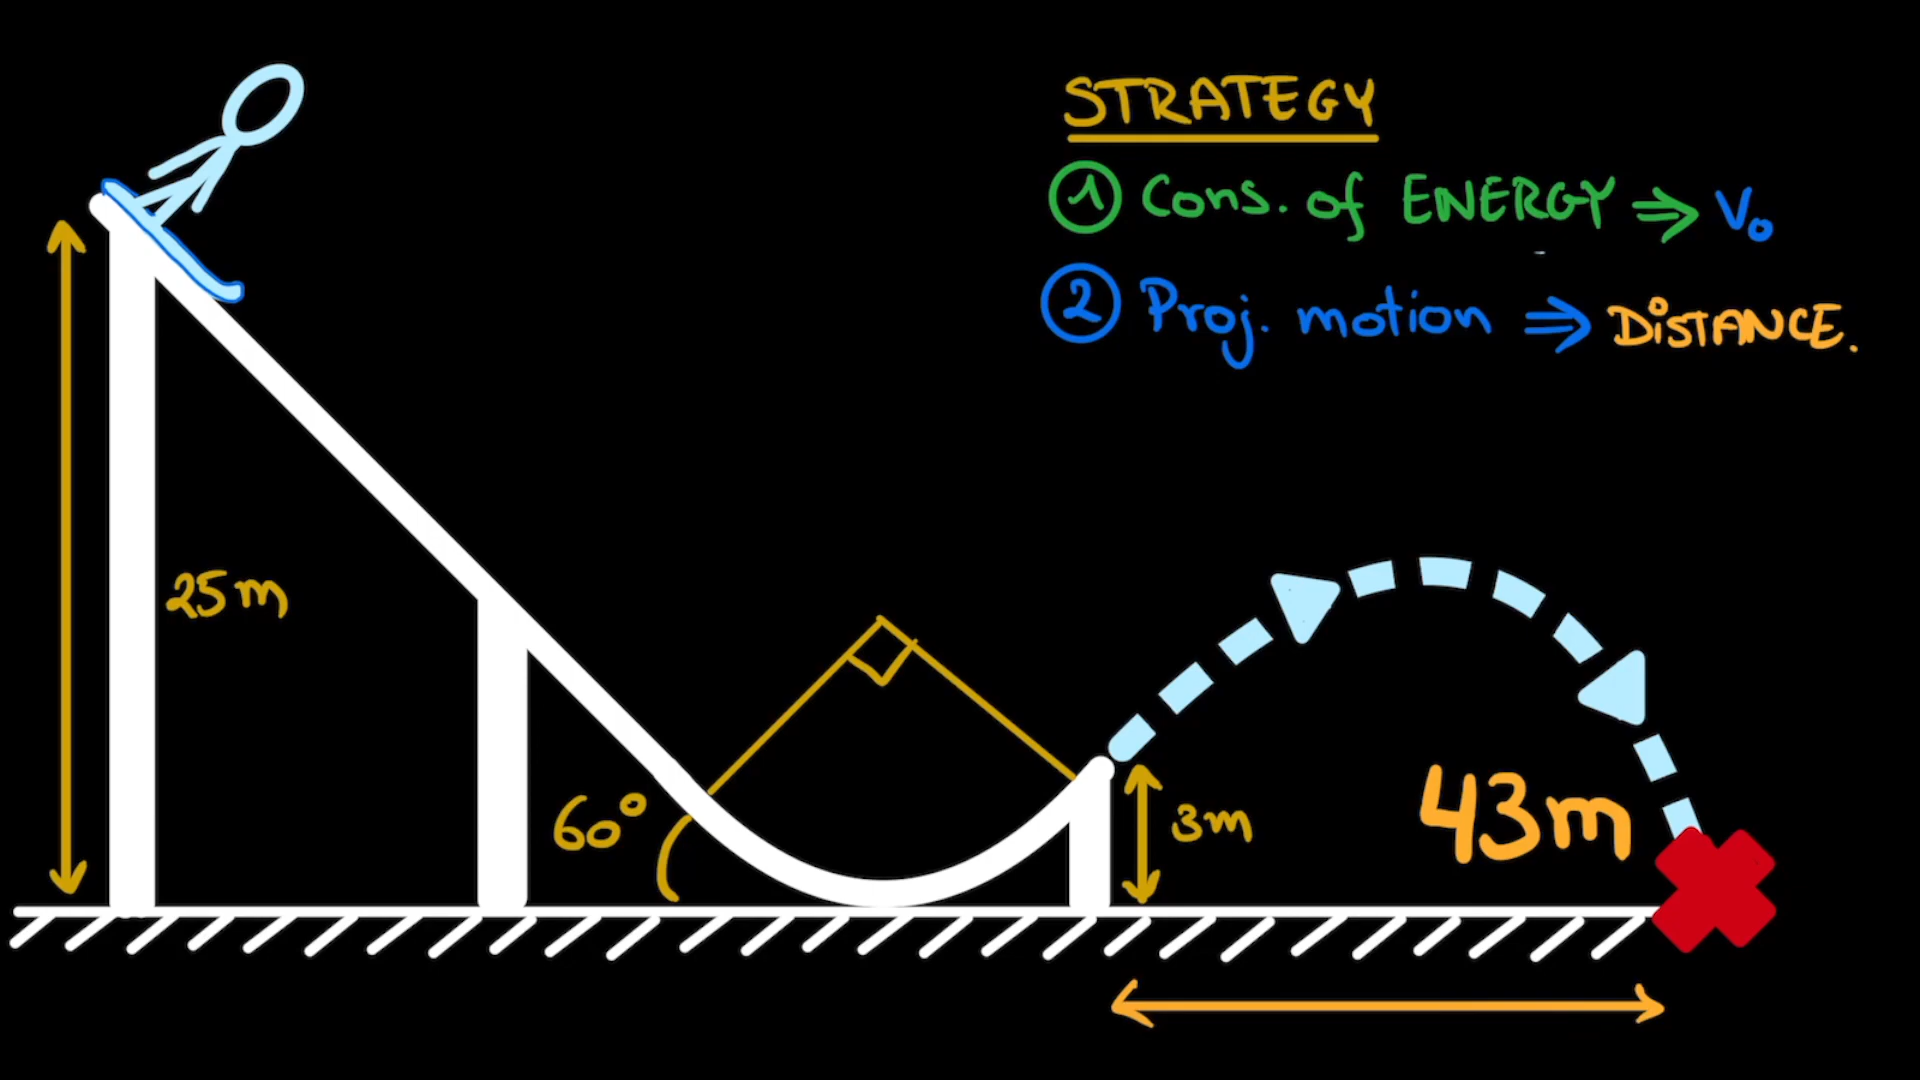 STRATEGY
① Cons. of ENERGY ⇒ V₀
② Proj. motion ⇒ DiSTANCE.
25m
60°
3m
43m